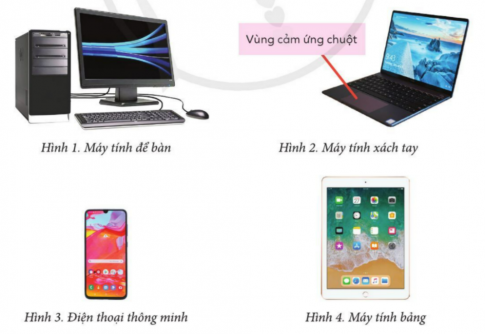 Vùng cảm ứng chuột
Hình 1. Máy tính để bàn
Hình 2. Máy tính xách tay
Hình 3. Điện thoại thông minh
Hình 4. Máy tính bảng